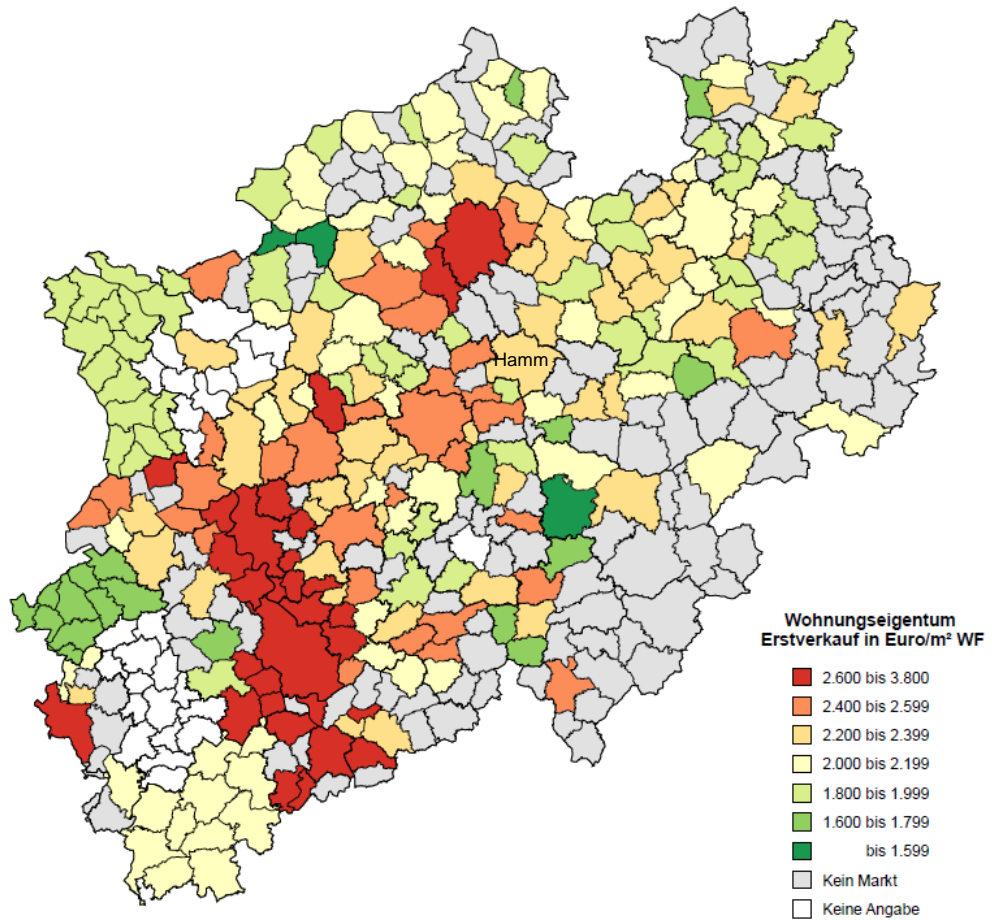 Hamm
Wohnungseigentum
Erstverkauf in Euro/m² WF
2.600 bis 3.800
2.400 bis 2.599
2.200 bis 2.399
2.000 bis 2.199
1.800 bis 1.999
1.600 bis 1.799
bis 1.599
Kein Markt
Keine Angabe